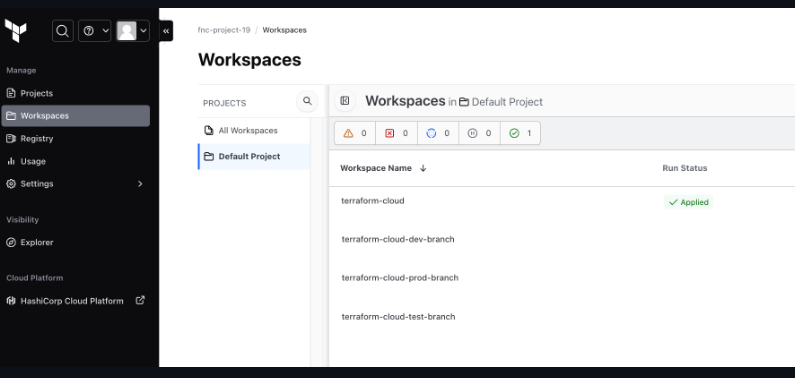 fnc-project-19 / Workspaces
Workspaces
Manage
Projects
Workspaces
Registry
Usage
Settings
Visibility
Explorer
Cloud Platform
HashiCorp Cloud Platform
PROJECTS
All Workspaces
Default Project
Workspaces in Default Project
0 0 0 0 1
Workspace Name Run Status
terraform-cloud Applied
terraform-cloud-dev-branch
terraform-cloud-prod-branch
terraform-cloud-test-branch